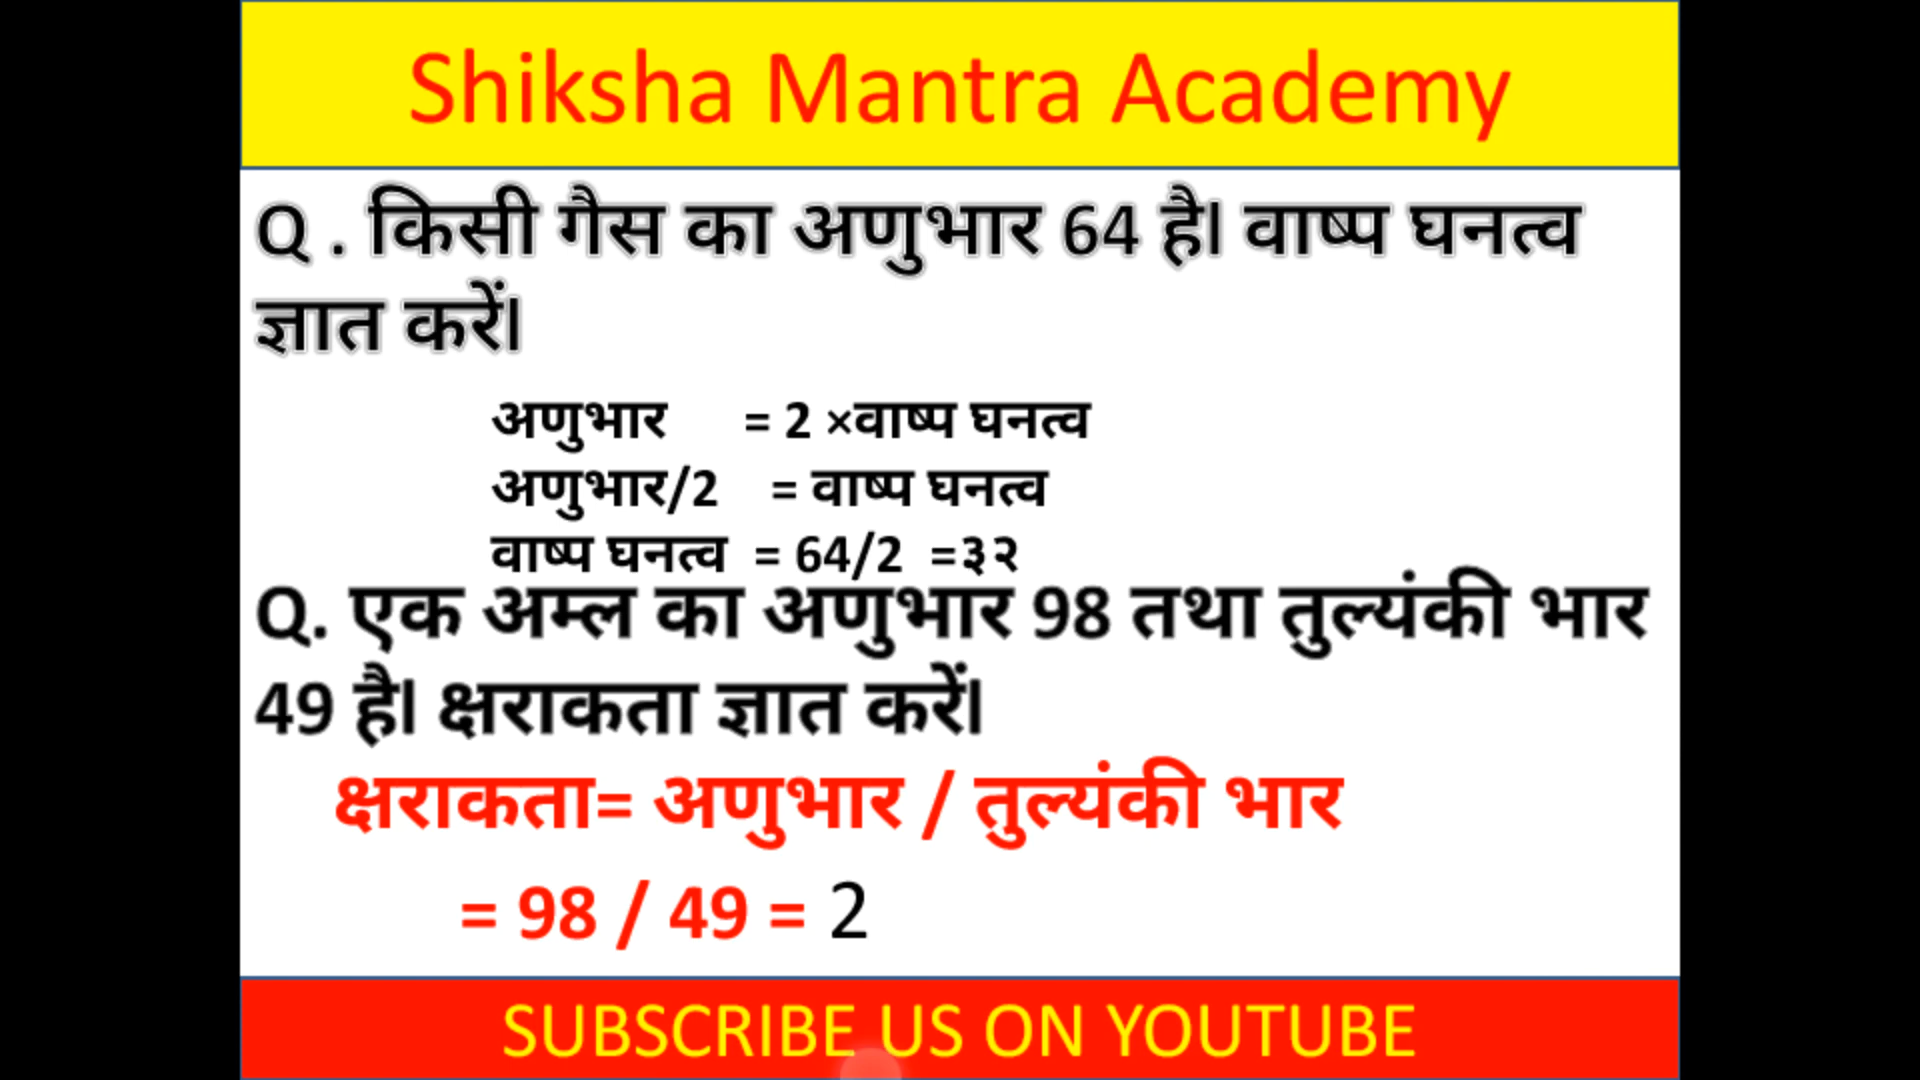 Shiksha Mantra Academy
Q . किसी गैस का अणुभार 64 है। वाष्प घनत्व
ज्ञात करें।
अणुभार = 2 ×वाष्प घनत्व
अणुभार/2 = वाष्प घनत्व
वाष्प घनत्व = 64/2 =३२
Q. एक अम्ल का अणुभार 98 तथा तुल्यंकी भार
49 है। क्षराकता ज्ञात करें।
क्षराकता= अणुभार / तुल्यंकी भार
= 98 / 49 = 2
SUBSCRIBE US ON YOUTUBE